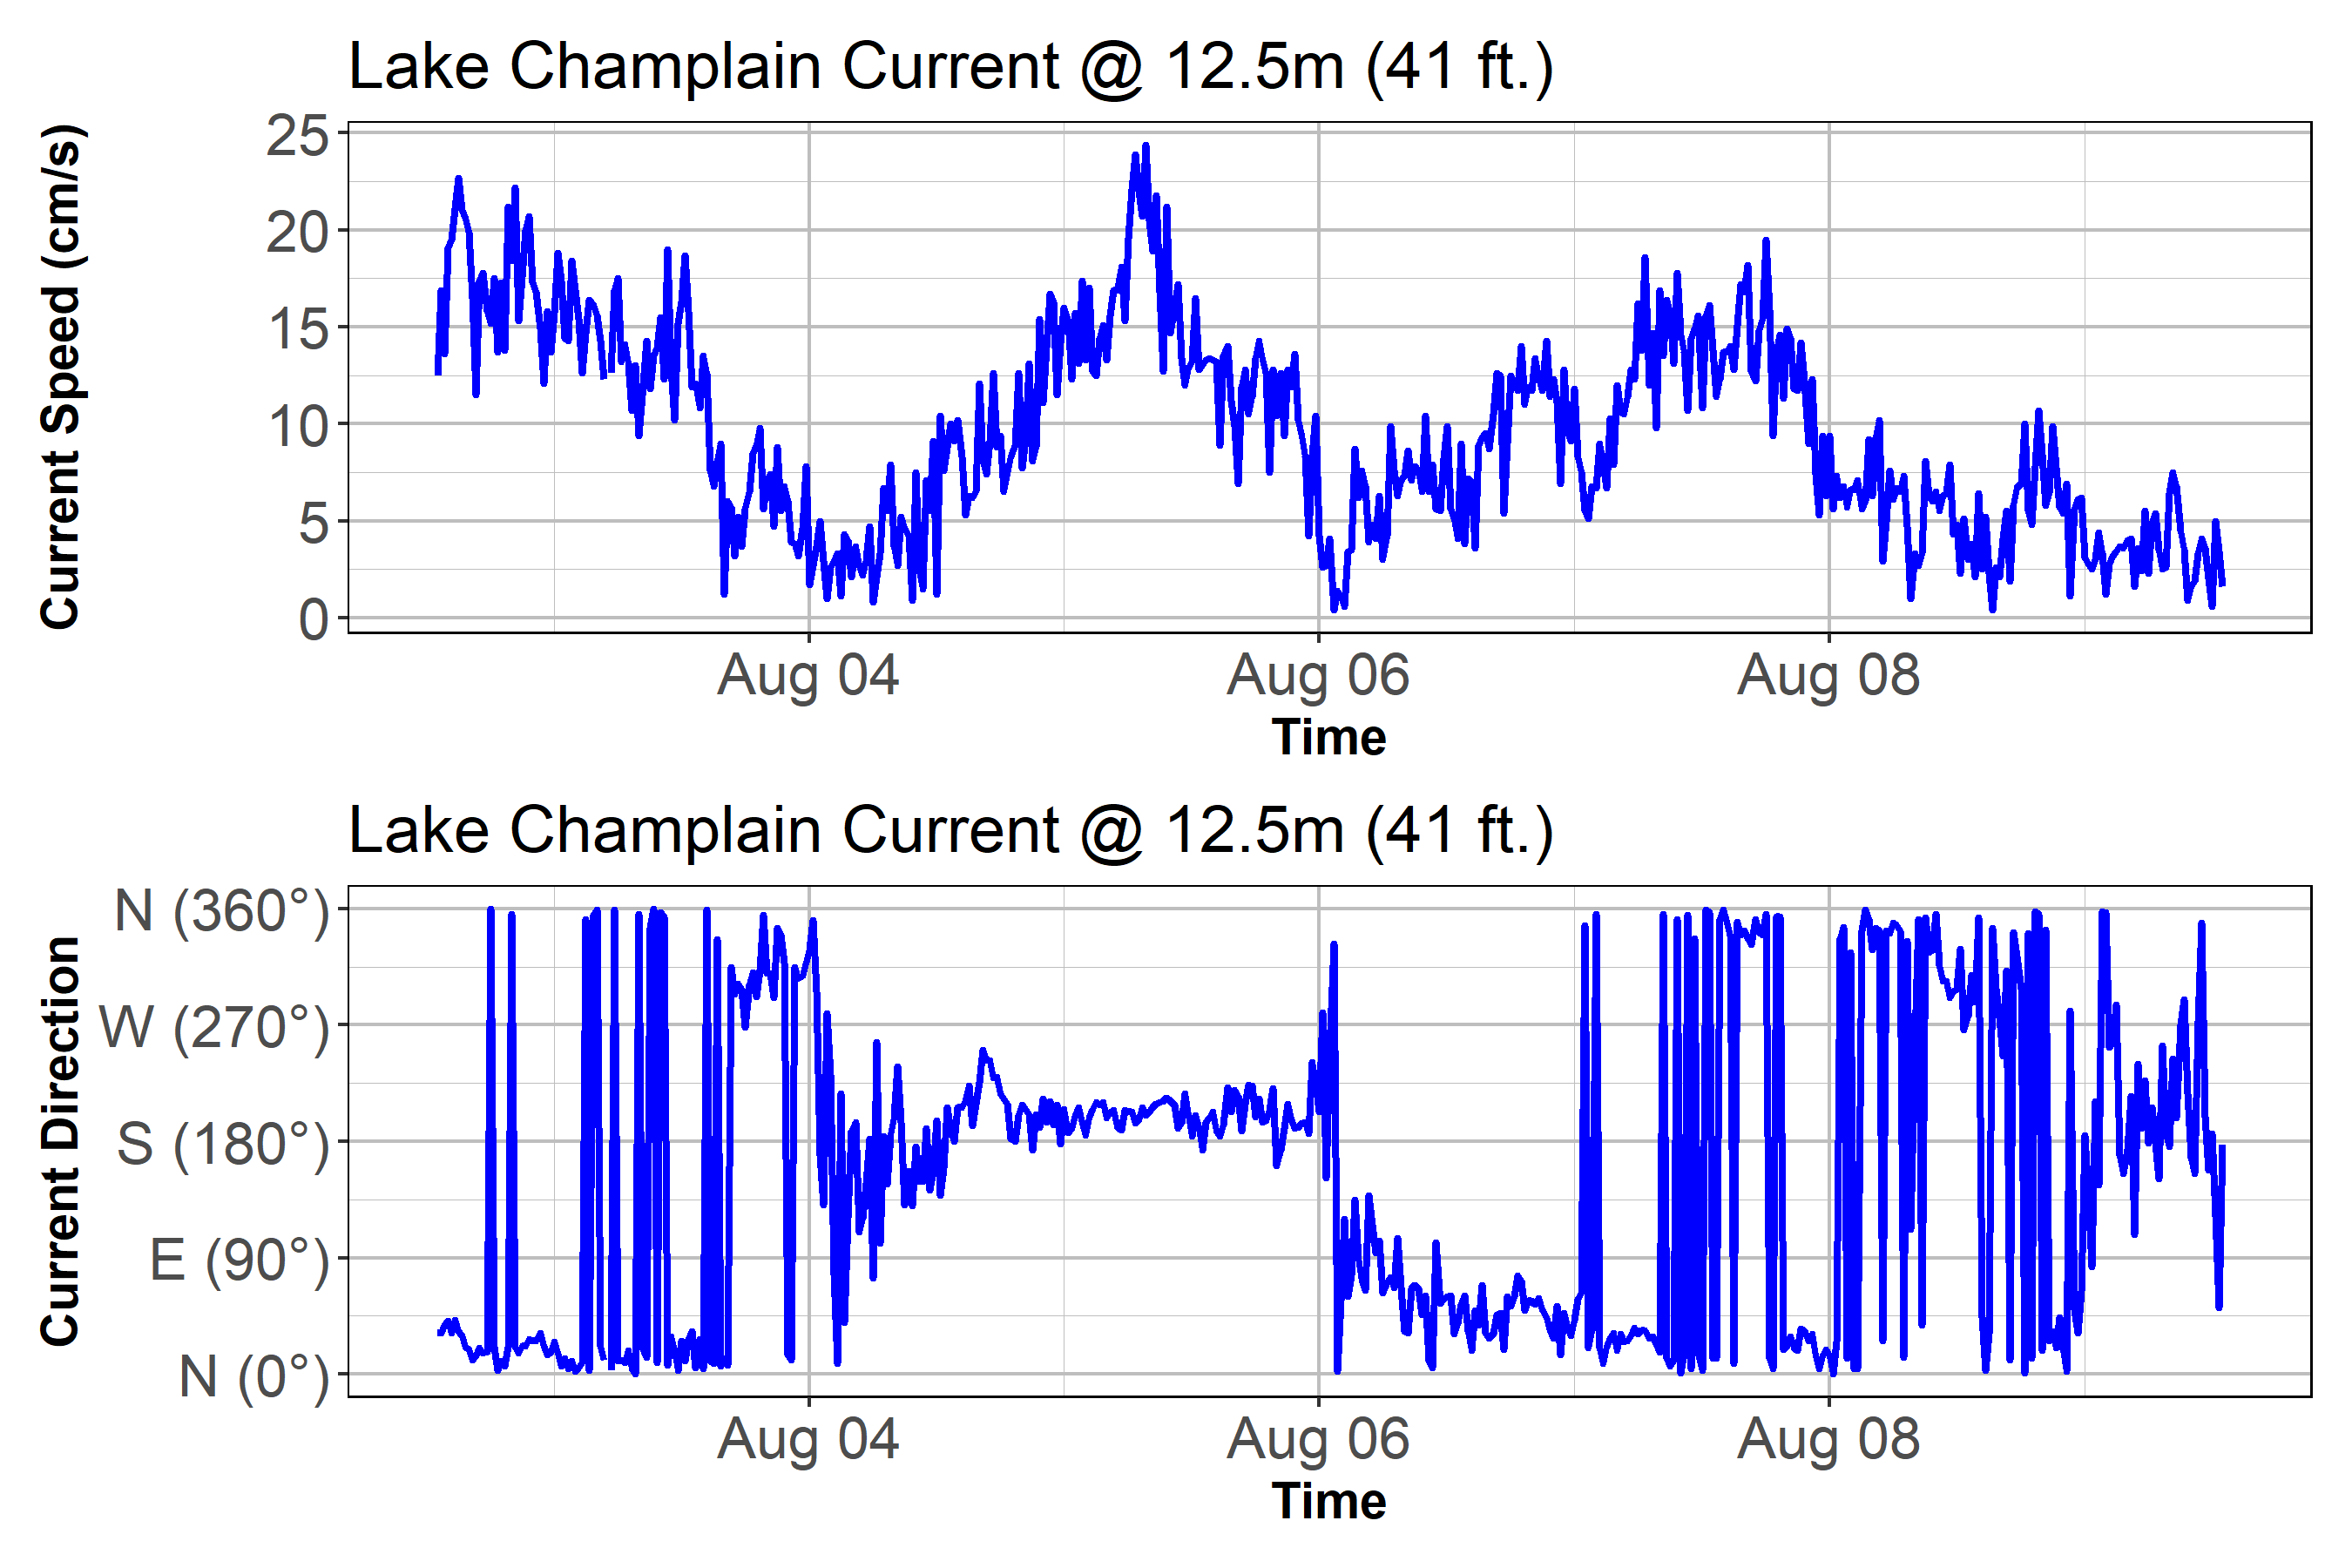 Lake Champlain Current @ 12.5m (41 ft.)
Current Speed (cm/s)
25
20
15
10
5
0
Aug 04 Aug 06 Aug 08
Time
Lake Champlain Current @ 12.5m (41 ft.)
Current Direction
N (360°)
W (270°)
S (180°)
E (90°)
N (0°)
Aug 04 Aug 06 Aug 08
Time